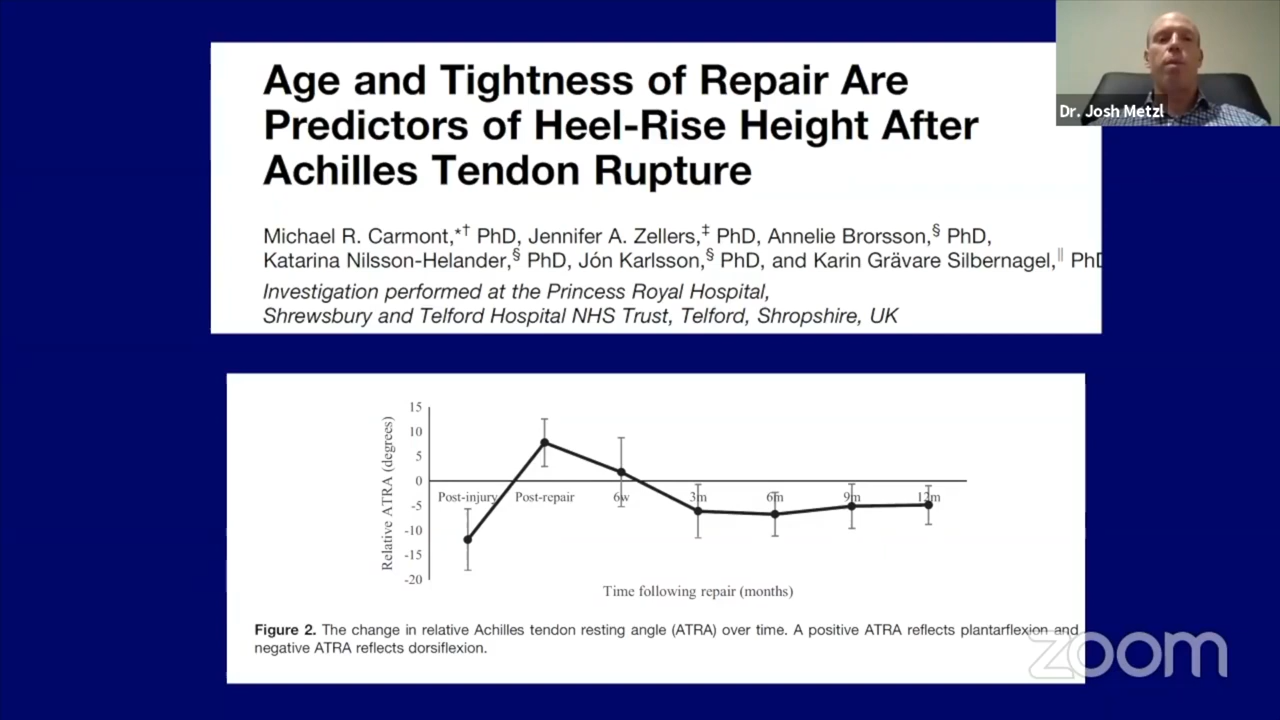 Age and Tightness of Repair Are
Predictors of Heel-Rise Height After
Achilles Tendon Rupture
Michael R. Carmont,*† PhD, Jennifer A. Zellers,‡ PhD, Annelie Brorsson,§ PhD,
Katarina Nilsson-Helander,§ PhD, Jón Karlsson,§ PhD, and Karin Grävare Silbernagel,|| PhD
Investigation performed at the Princess Royal Hospital,
Shrewsbury and Telford Hospital NHS Trust, Telford, Shropshire, UK
Dr. Josh Metzl
Relative ATRA (degrees)
15
10
5
0
-5
-10
-15
-20
Post-injury Post-repair 6w 3m 6m 9m 12m
Time following repair (months)
Figure 2. The change in relative Achilles tendon resting angle (ATRA) over time. A positive ATRA reflects plantarflexion and
negative ATRA reflects dorsiflexion.
zoom